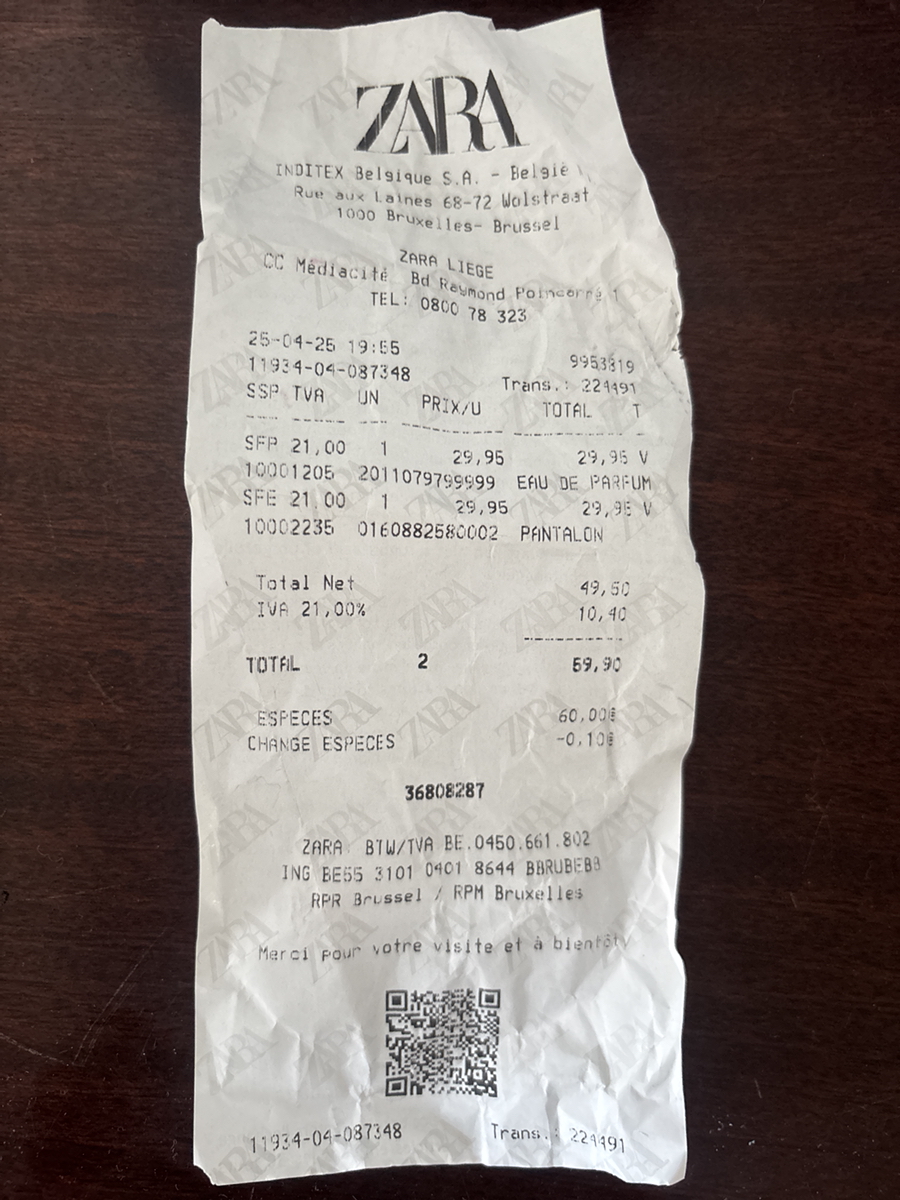 ZARA
INDITEX Belgique S.A. - België
Rue aux Laines 68-72 Wolstraat
1000 Bruxelles- Brussel
ZARA LIEGE
CC Médiacité Bd Raymond Poincarré 1
TEL: 0800 78 323
25-04-25 19:55 9953819
11934-04-087348 Trans.: 224491
SSP TVA UN PRIX/U TOTAL T
SFP 21,00 1 29,95 29,95 V
10001205 2011079799999 EAU DE PARFUM
SFE 21,00 1 29,95 29,95 V
10002235 0160882580002 PANTALON
Total Net 49,50
IVA 21,00% 10,40
TOTAL 2 59,90
ESPECES 60,00€
CHANGE ESPECES -0,10€
36808287
ZARA BTW/TVA BE.0450.661.802
ING BE55 3101 0401 8644 BBRUBEBB
RPR Brussel / RPM Bruxelles
Merci pour votre visite et à bientôt
11934-04-087348 Trans.: 224491